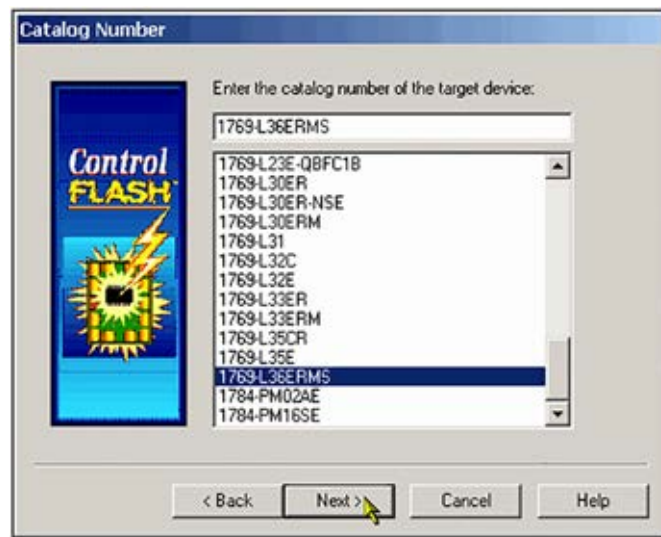 Catalog Number
Enter the catalog number of the target device:
1769-L36ERMS
Control
FLASH™
1769-L23E-QBFC1B
1769-L30ER
1769-L30ER-NSE
1769-L30ERM
1769-L31
1769-L32C
1769-L32E
1769-L33ER
1769-L33ERM
1769-L35CR
1769-L35E
1769-L36ERMS
1784-PM02AE
1784-PM16SE
< Back
Next >
Cancel
Help